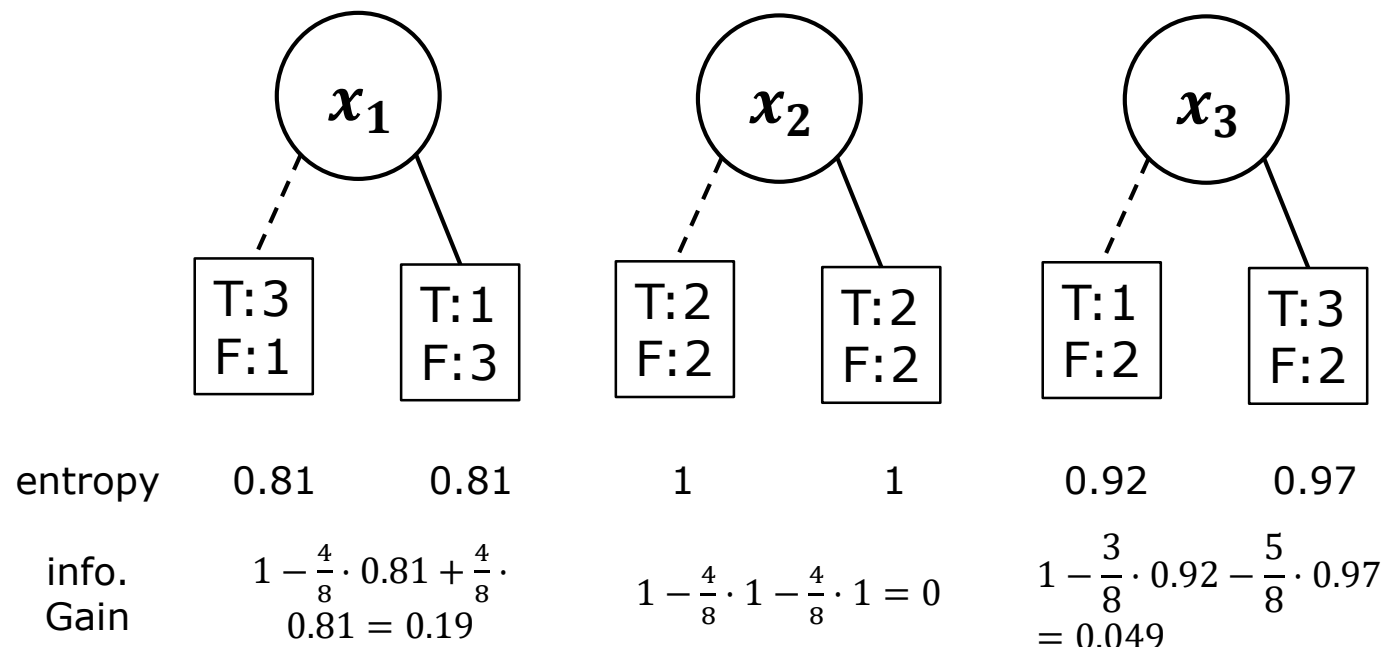 x₁ x₂ x₃
T:3 T:1 T:2 T:2 T:1 T:3
F:1 F:3 F:2 F:2 F:2 F:2
entropy 0.81 0.81 1 1 0.92 0.97
info.
Gain
1 − 4/8 · 0.81 + 4/8 ·
0.81 = 0.19
1 − 4/8 · 1 − 4/8 · 1 = 0
1 − 3/8 · 0.92 − 5/8 · 0.97
= 0.049